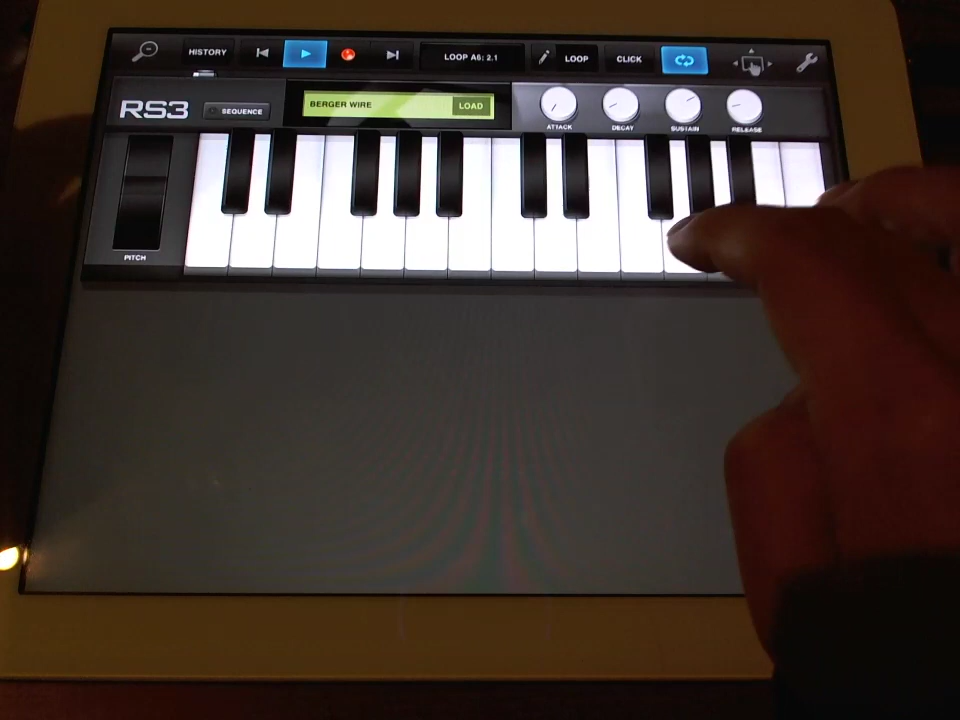 HISTORY LOOP A6: 2.1 LOOP CLICK
RS3 SEQUENCE BERGER WIRE LOAD
ATTACK DECAY SUSTAIN RELEASE
PITCH